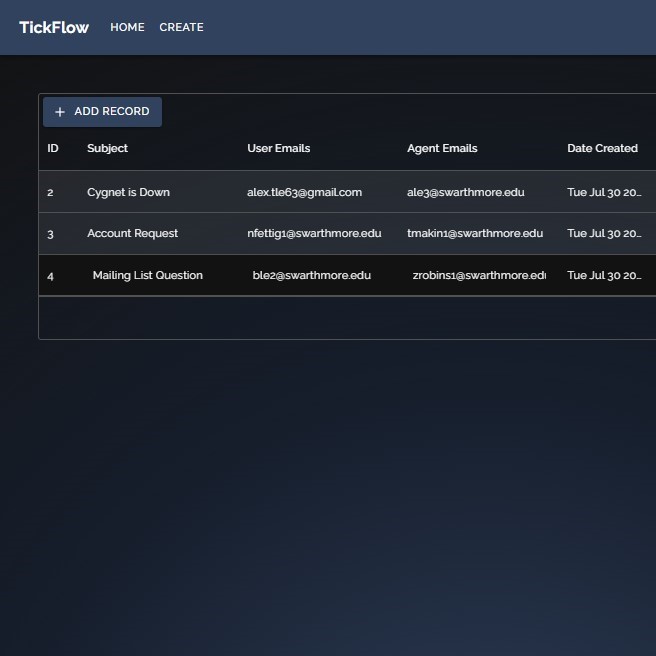 TickFlow HOME CREATE
+ ADD RECORD
ID Subject User Emails Agent Emails Date Created
2 Cygnet is Down alex.tle63@gmail.com ale3@swarthmore.edu Tue Jul 30 20...
3 Account Request nfettig1@swarthmore.edu tmakin1@swarthmore.edu Tue Jul 30 20...
4 Mailing List Question ble2@swarthmore.edu zrobins1@swarthmore.edu Tue Jul 30 20...